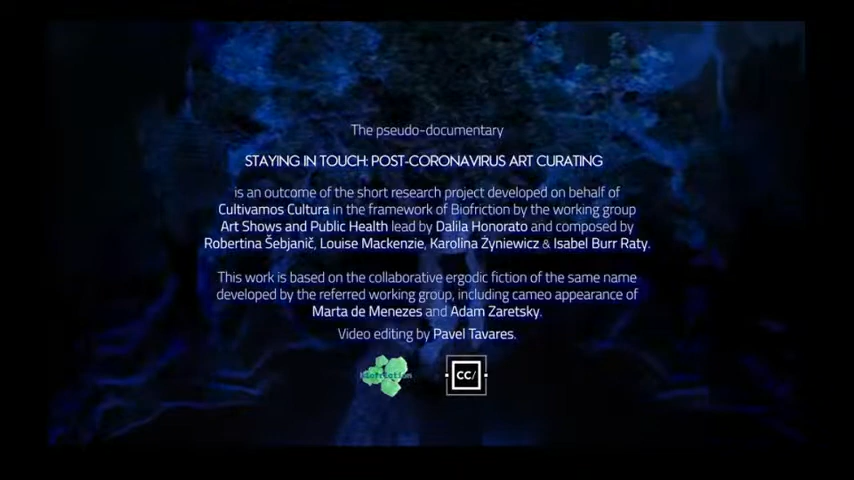 The pseudo-documentary
STAYING IN TOUCH: POST-CORONAVIRUS ART CURATING
is an outcome of the short research project developed on behalf of
Cultivamos Cultura in the framework of Biofriction by the working group
Art Shows and Public Health lead by Dalila Honorato and composed by
Robertina Šebjanič, Louise Mackenzie, Karolina Żyniewicz & Isabel Burr Raty.
This work is based on the collaborative ergodic fiction of the same name
developed by the referred working group, including cameo appearance of
Marta de Menezes and Adam Zaretsky.
Video editing by Pavel Tavares.
biofriction
CC/